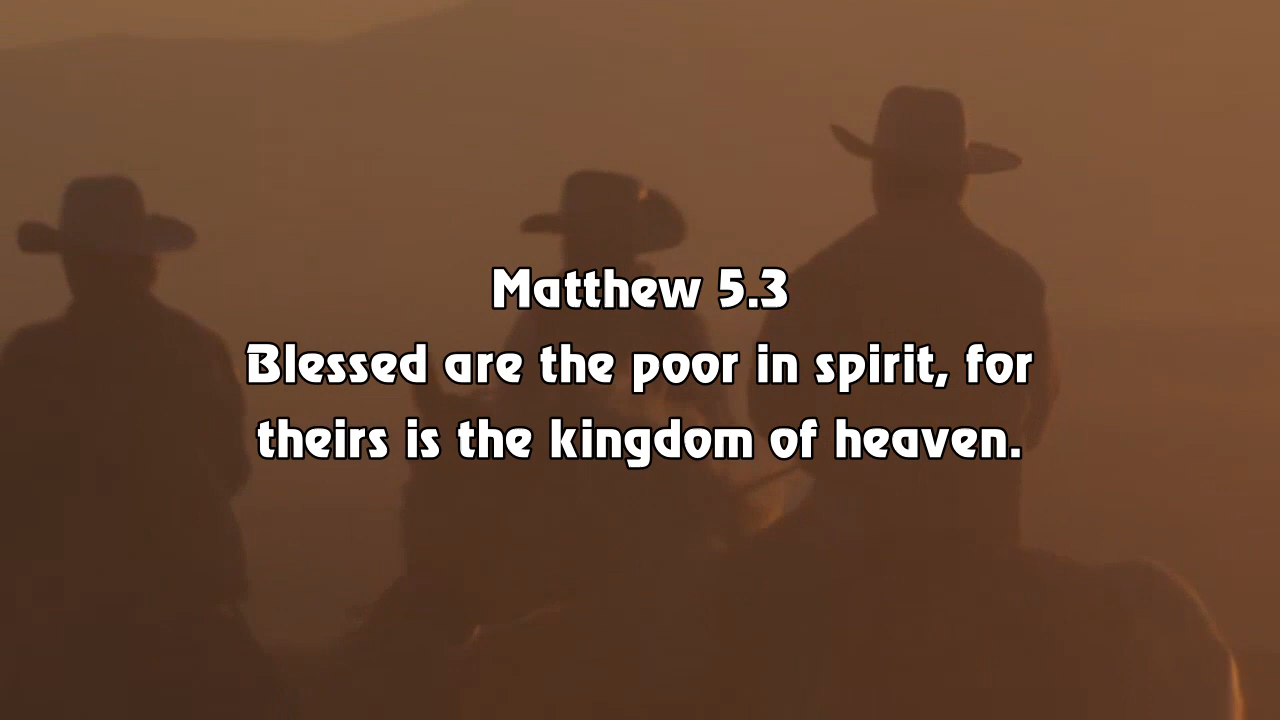 Matthew 5.3
Blessed are the poor in spirit, for
theirs is the kingdom of heaven.